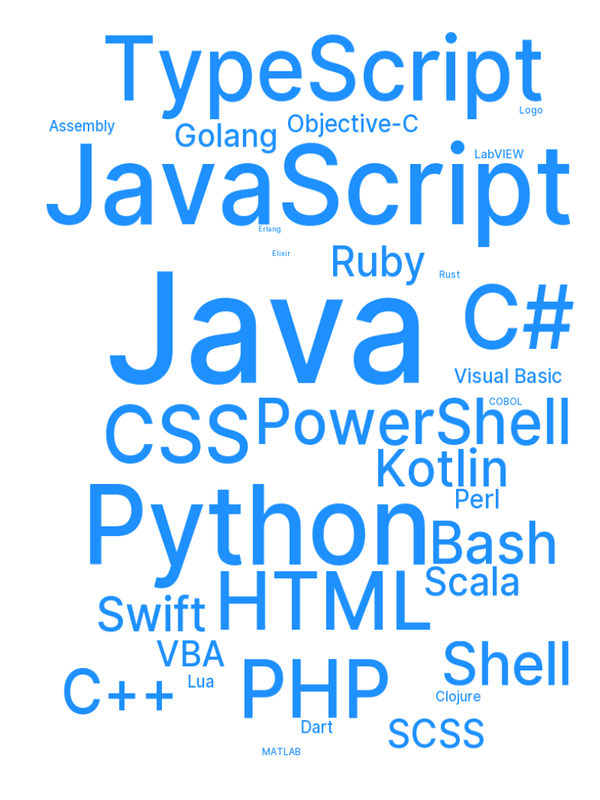 TypeScript
Logo
Assembly
Golang
Objective-C
JavaScript
LabVIEW
Erlang
Elixir
Ruby
Rust
Java
C#
Visual Basic
COBOL
CSS
PowerShell
Kotlin
Perl
Python
Bash
Scala
HTML
Swift
VBA
Shell
Lua
C++
PHP
Clojure
Dart
SCSS
MATLAB